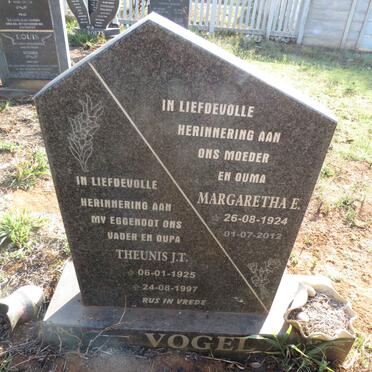 IN LIEFDEVOLLE
HERINNERING AAN
ONS MOEDER
EN OUMA
MARGARETHA E.
☆ 26-08-1924
01-07-2012
IN LIEFDEVOLLE
HERINNERING AAN
MY EGGENOOT ONS
VADER EN OUPA
THEUNIS J.T.
☆ 06-01-1925
24-08-1997
RUS IN VREDE
VOGEL
LOUIS